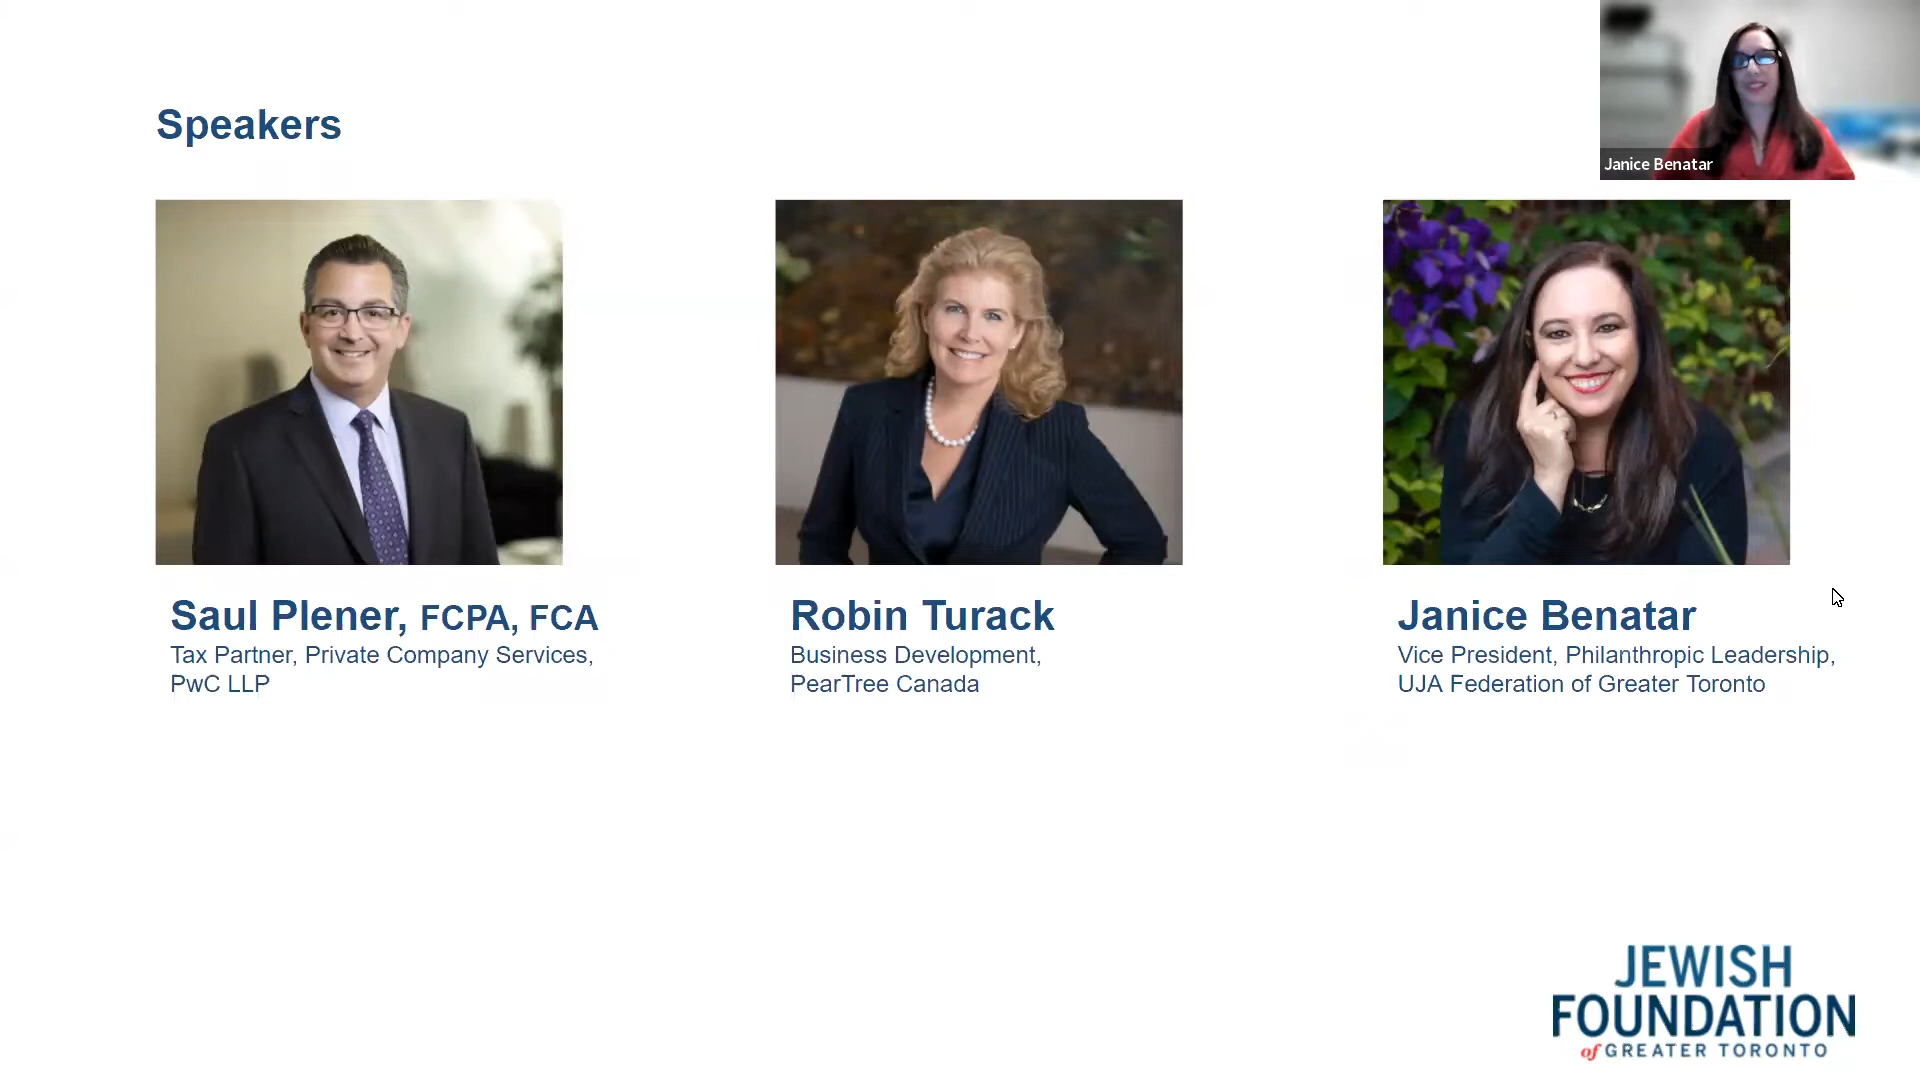 Speakers
Janice Benatar
Saul Plener, FCPA, FCA
Tax Partner, Private Company Services,
PwC LLP
Robin Turack
Business Development,
PearTree Canada
Janice Benatar
Vice President, Philanthropic Leadership,
UJA Federation of Greater Toronto
JEWISH
FOUNDATION
of GREATER TORONTO